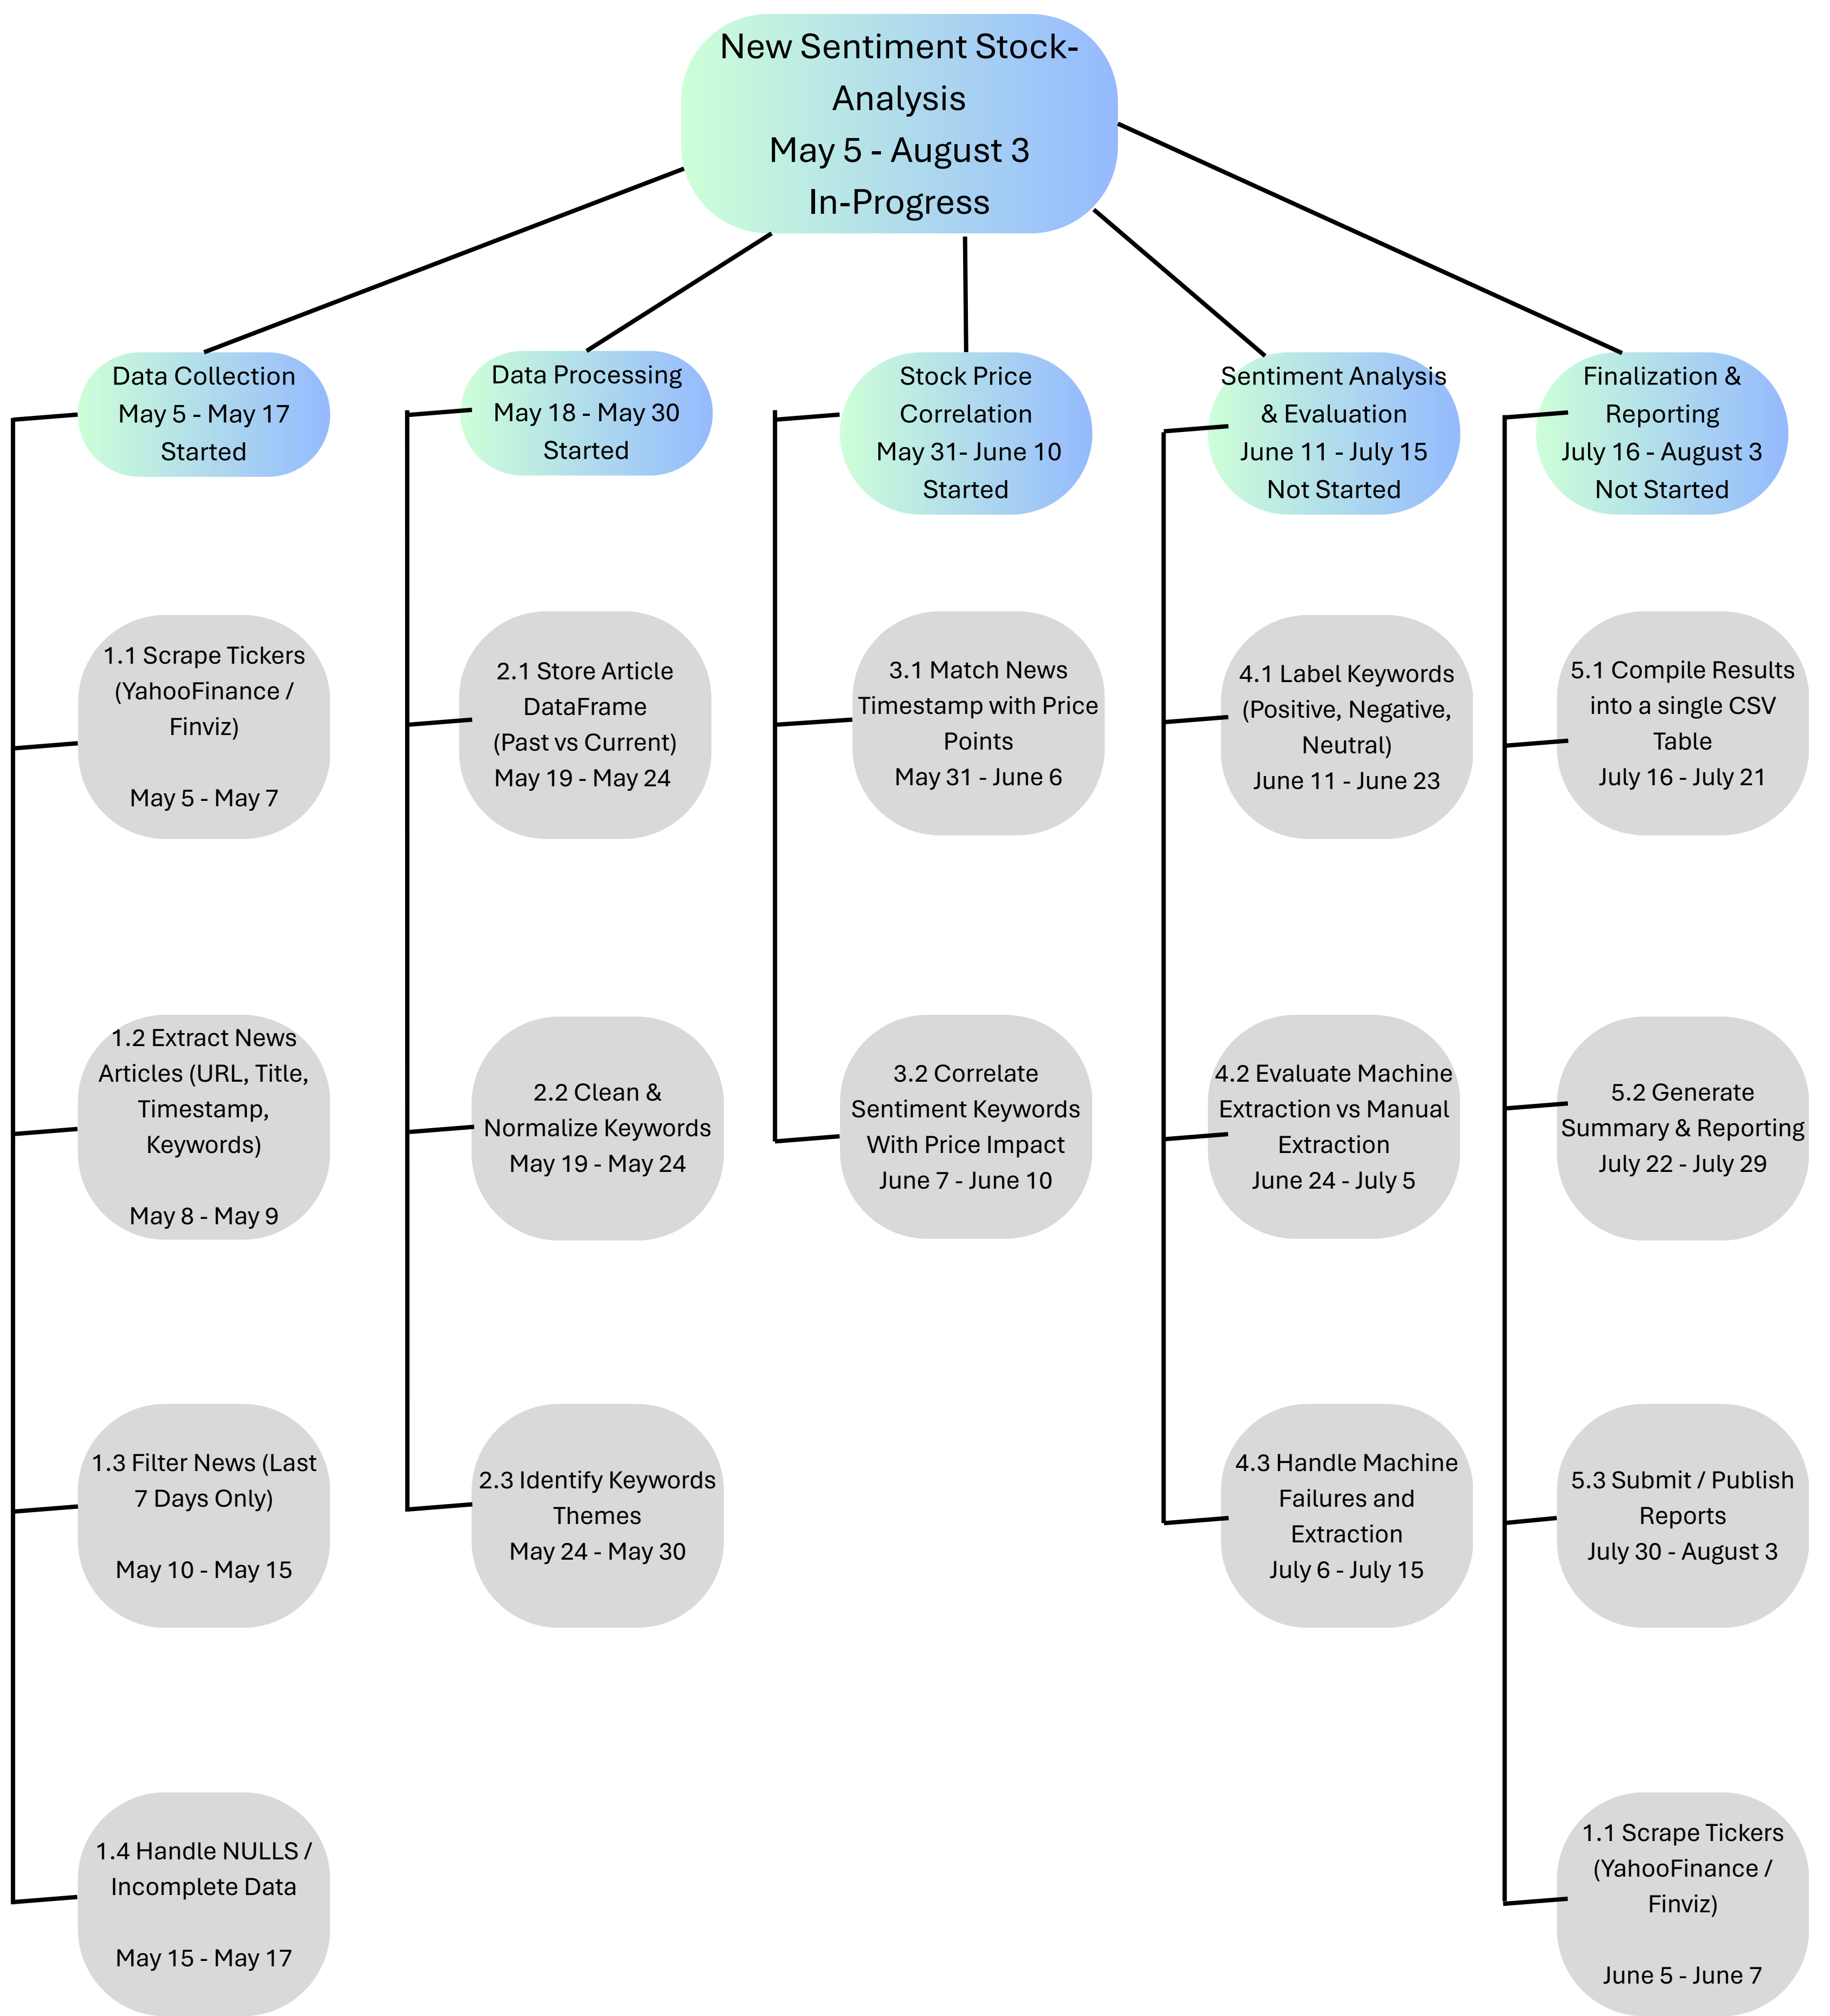 New Sentiment Stock-
Analysis
May 5 - August 3
In-Progress
Data Collection
May 5 - May 17
Started
1.1 Scrape Tickers
(YahooFinance /
Finviz)
May 5 - May 7
1.2 Extract News
Articles (URL, Title,
Timestamp,
Keywords)
May 8 - May 9
1.3 Filter News (Last
7 Days Only)
May 10 - May 15
1.4 Handle NULLS /
Incomplete Data
May 15 - May 17
Data Processing
May 18 - May 30
Started
2.1 Store Article
DataFrame
(Past vs Current)
May 19 - May 24
2.2 Clean &
Normalize Keywords
May 19 - May 24
2.3 Identify Keywords
Themes
May 24 - May 30
Stock Price
Correlation
May 31- June 10
Started
3.1 Match News
Timestamp with Price
Points
May 31 - June 6
3.2 Correlate
Sentiment Keywords
With Price Impact
June 7 - June 10
Sentiment Analysis
& Evaluation
June 11 - July 15
Not Started
4.1 Label Keywords
(Positive, Negative,
Neutral)
June 11 - June 23
4.2 Evaluate Machine
Extraction vs Manual
Extraction
June 24 - July 5
4.3 Handle Machine
Failures and
Extraction
July 6 - July 15
Finalization &
Reporting
July 16 - August 3
Not Started
5.1 Compile Results
into a single CSV
Table
July 16 - July 21
5.2 Generate
Summary & Reporting
July 22 - July 29
5.3 Submit / Publish
Reports
July 30 - August 3
1.1 Scrape Tickers
(YahooFinance /
Finviz)
June 5 - June 7